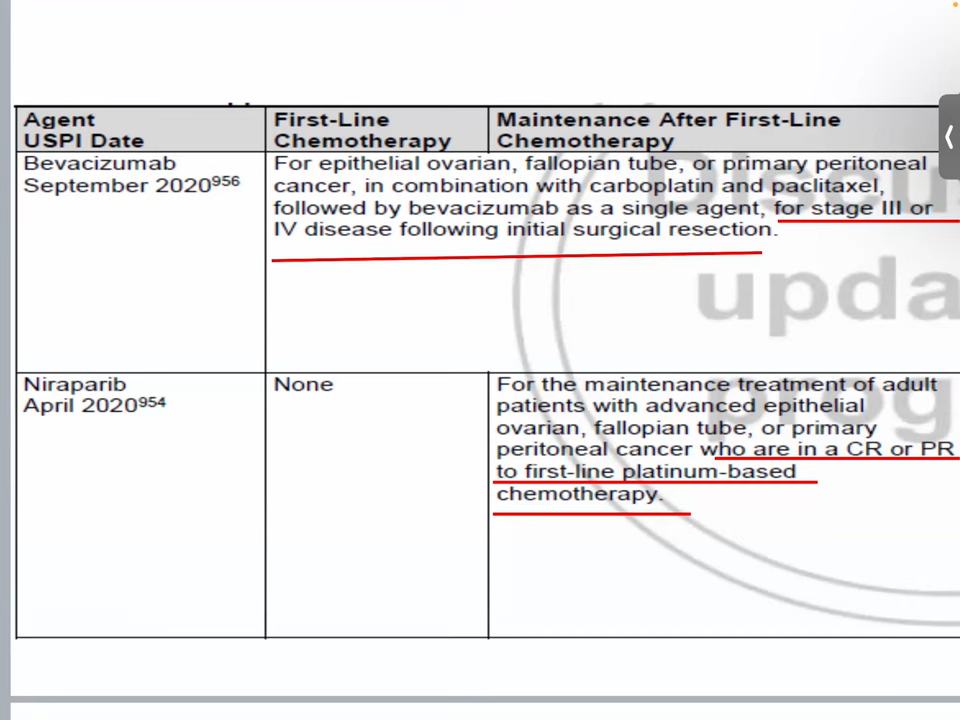 Agent
USPI Date
First-Line
Chemotherapy
Maintenance After First-Line
Chemotherapy
Bevacizumab
September 2020956
For epithelial ovarian, fallopian tube, or primary peritoneal
cancer, in combination with carboplatin and paclitaxel,
followed by bevacizumab as a single agent, for stage III or
IV disease following initial surgical resection.
Niraparib
April 2020954
None
For the maintenance treatment of adult
patients with advanced epithelial
ovarian, fallopian tube, or primary
peritoneal cancer who are in a CR or PR
to first-line platinum-based
chemotherapy.
Discus
upda
prog